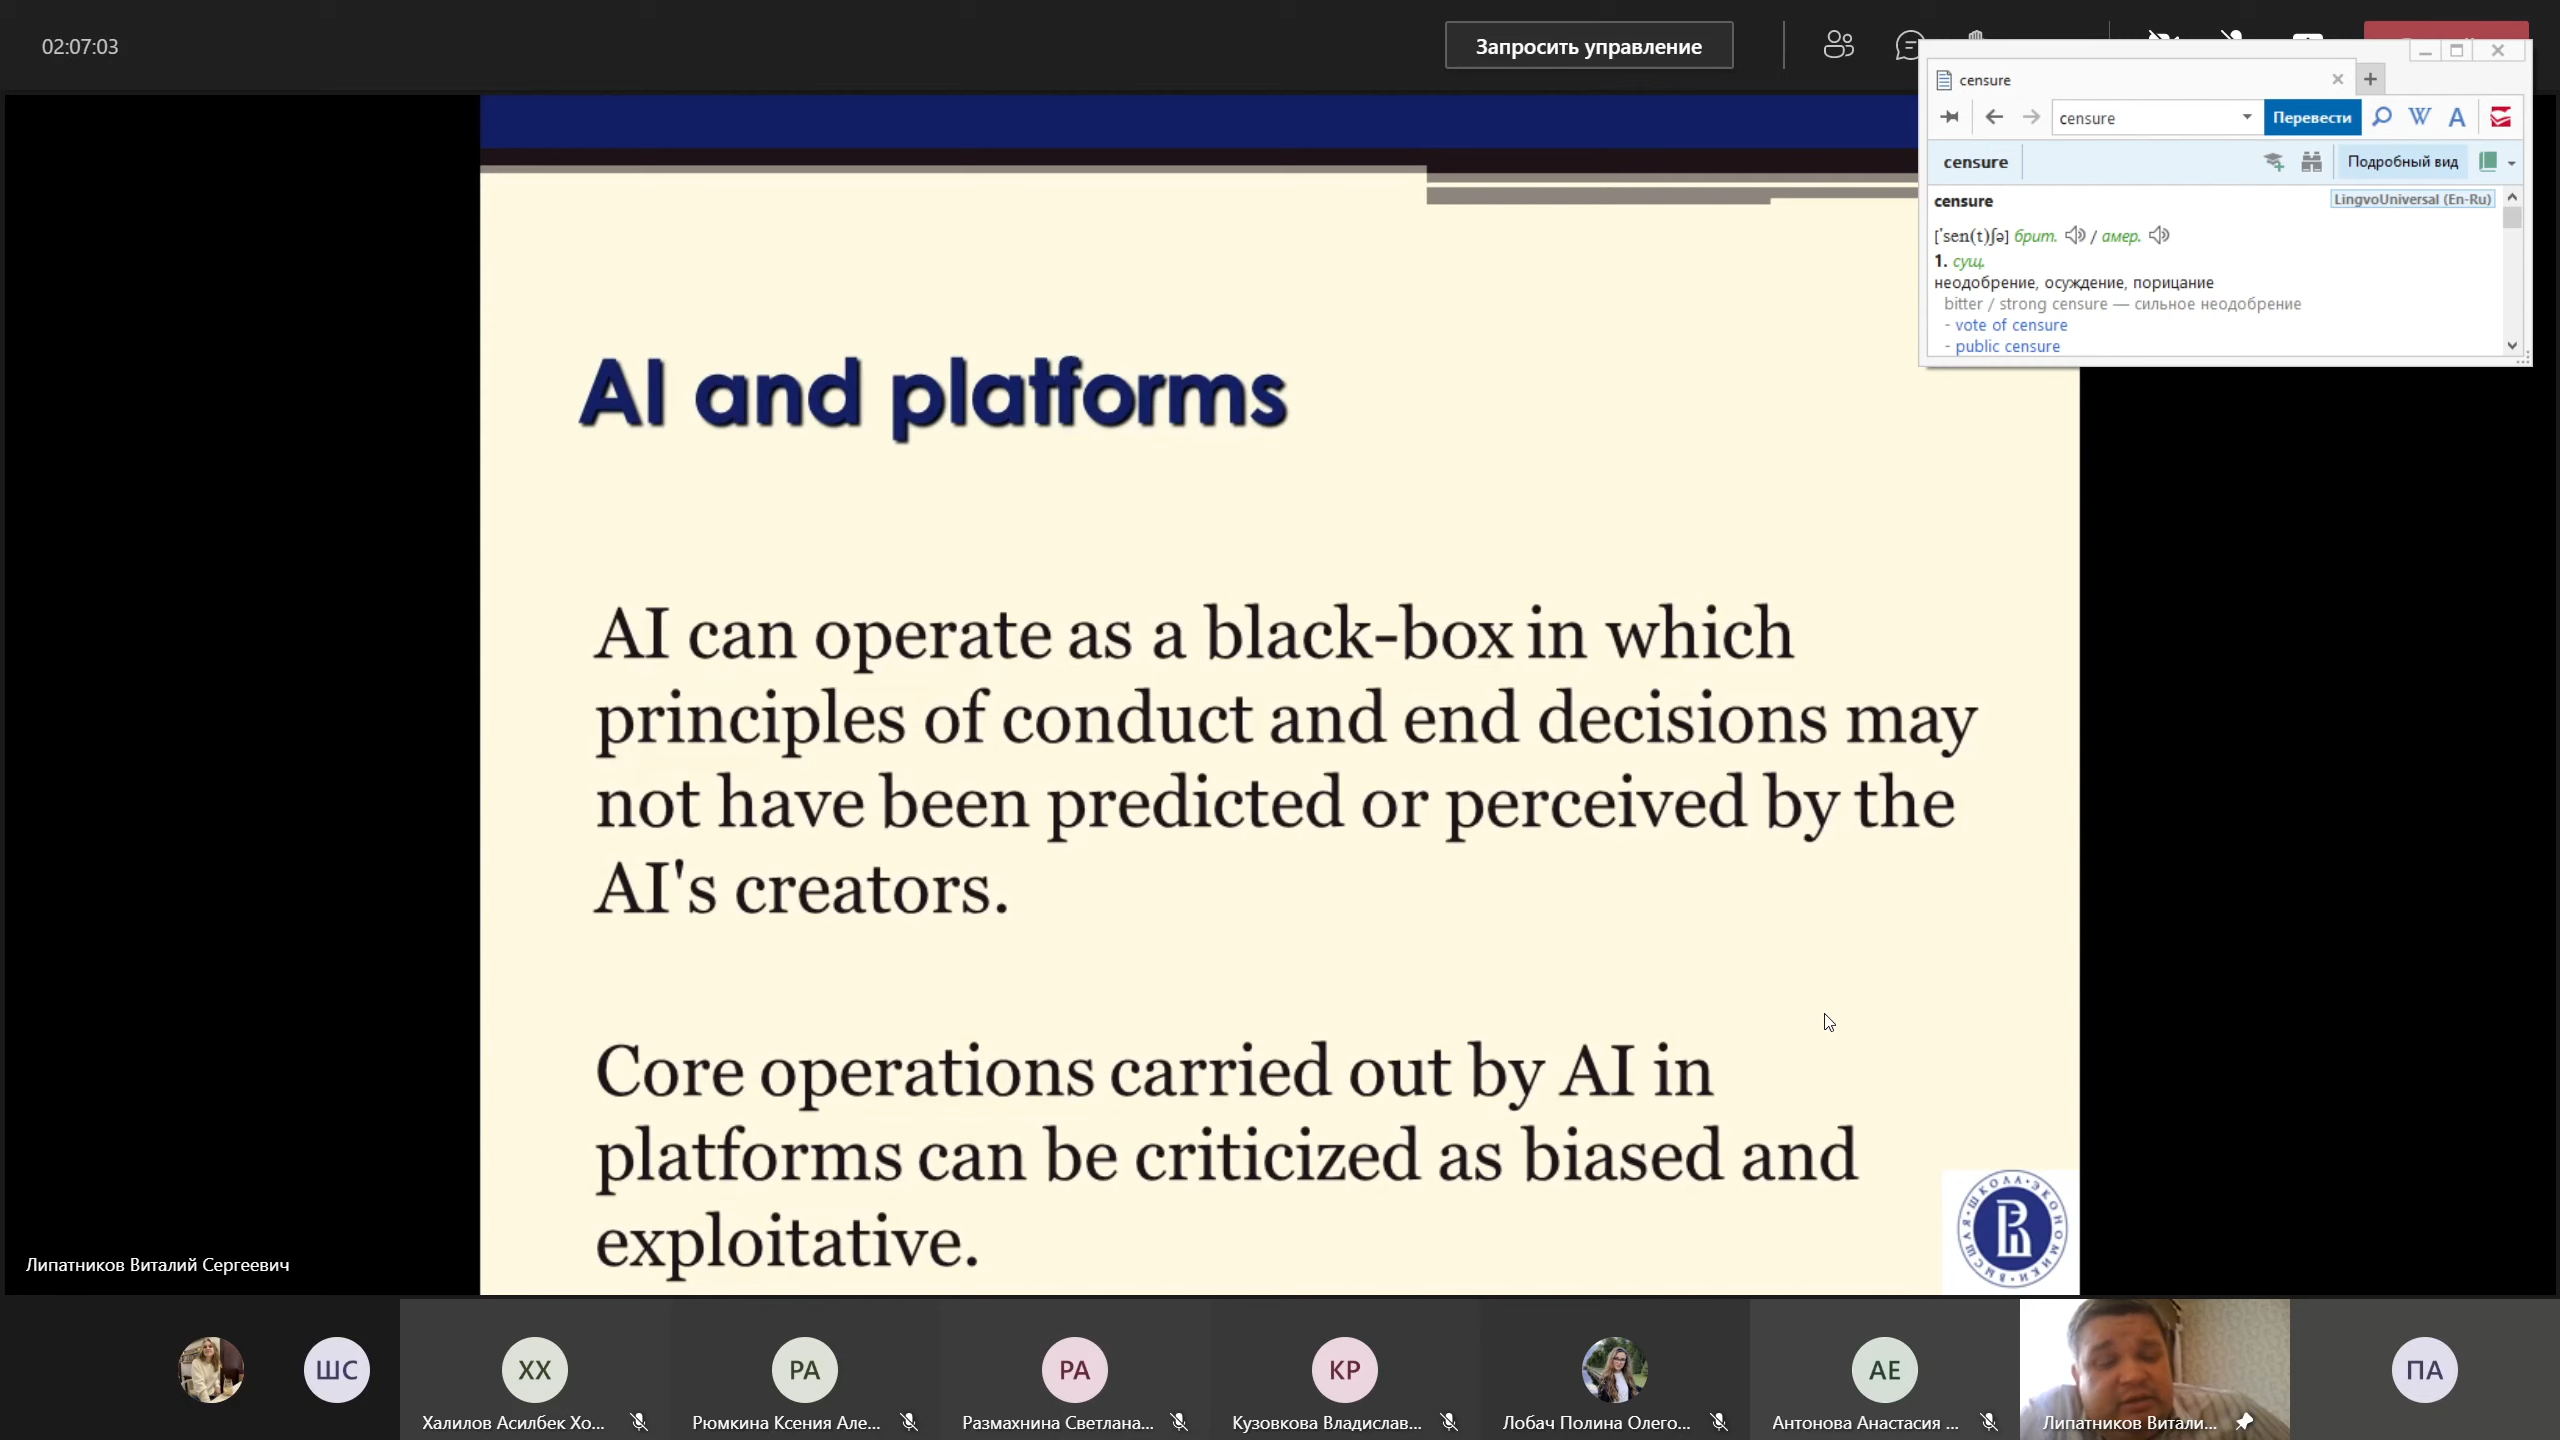 02:07:03
Запросить управление
censure
censure
Перевести
W
A
censure
Подробный вид
censure
LingvoUniversal (En-Ru)
['sen(t)ʃə] брит. / амер.
1. сущ.
неодобрение, осуждение, порицание
bitter / strong censure — сильное неодобрение
- vote of censure
- public censure
AI and platforms
AI can operate as a black-box in which
principles of conduct and end decisions may
not have been predicted or perceived by the
AI's creators.
Core operations carried out by AI in
platforms can be criticized as biased and
exploitative.
ВЫСШАЯ ШКОЛА ЭКОНОМИКИ
Липатников Виталий Сергеевич
ШС
ХХ
РА
РА
КР
АЕ
ПА
Халилов Асилбек Хо...
Рюмкина Ксения Але...
Размахнина Светлана...
Кузовкова Владислав...
Лобач Полина Олего...
Антонова Анастасия ...
Липатников Витали...